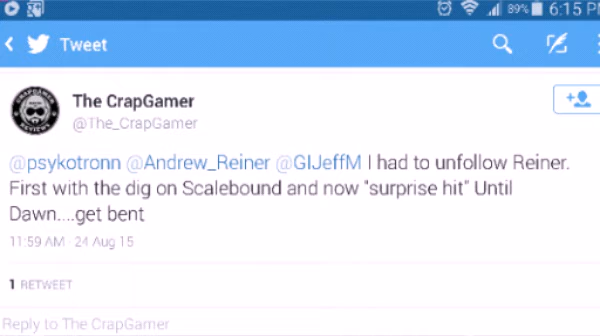 89% 6:15 P
Tweet
The CrapGamer
@The_CrapGamer
@psykotronn @Andrew_Reiner @GIJeffM I had to unfollow Reiner.
First with the dig on Scalebound and now "surprise hit" Until
Dawn....get bent
11:59 AM · 24 Aug 15
1 RETWEET
Reply to The CrapGamer